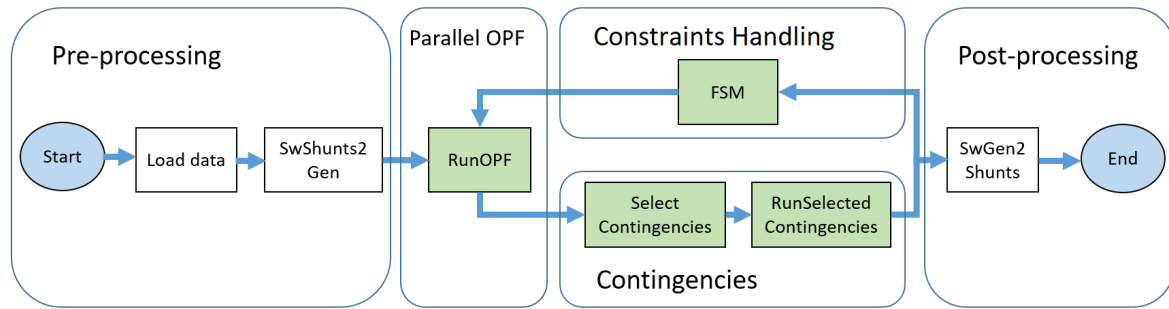 Pre-processing
Start
Load data
SwShunts2
Gen
Parallel OPF
RunOPF
Constraints Handling
FSM
Select
Contingencies
RunSelected
Contingencies
Contingencies
Post-processing
SwGen2
Shunts
End